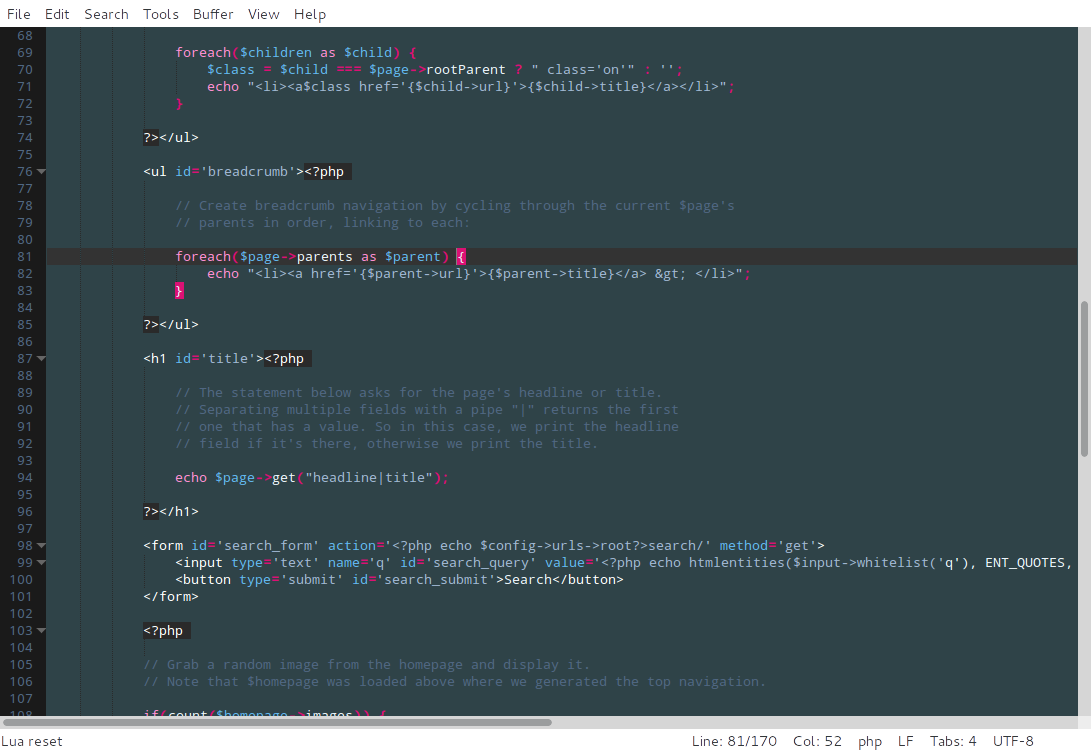 File Edit Search Tools Buffer View Help
68
69 foreach($children as $child) {
70 $class = $child === $page->rootParent ? " class='on'" : '';
71 echo "<li><a$class href='{$child->url}'>{$child->title}</a></li>";
72 }
73
74 ?></ul>
75
76 <ul id='breadcrumb'><?php
77
78 // Create breadcrumb navigation by cycling through the current $page's
79 // parents in order, linking to each:
80
81 foreach($page->parents as $parent) {
82 echo "<li><a href='{$parent->url}'>{$parent->title}</a> &gt; </li>";
83 }
84
85 ?></ul>
86
87 <h1 id='title'><?php
88
89 // The statement below asks for the page's headline or title.
90 // Separating multiple fields with a pipe "|" returns the first
91 // one that has a value. So in this case, we print the headline
92 // field if it's there, otherwise we print the title.
93
94 echo $page->get("headline|title");
95
96 ?></h1>
97
98 <form id='search_form' action='<?php echo $config->urls->root?>search/' method='get'>
99 <input type='text' name='q' id='search_query' value='<?php echo htmlentities($input->whitelist('q'), ENT_QUOTES,
100 <button type='submit' id='search_submit'>Search</button>
101 </form>
102
103 <?php
104
105 // Grab a random image from the homepage and display it.
106 // Note that $homepage was loaded above where we generated the top navigation.
107
108 if(count($homepage->images)) {
Lua reset Line: 81/170 Col: 52 php LF Tabs: 4 UTF-8